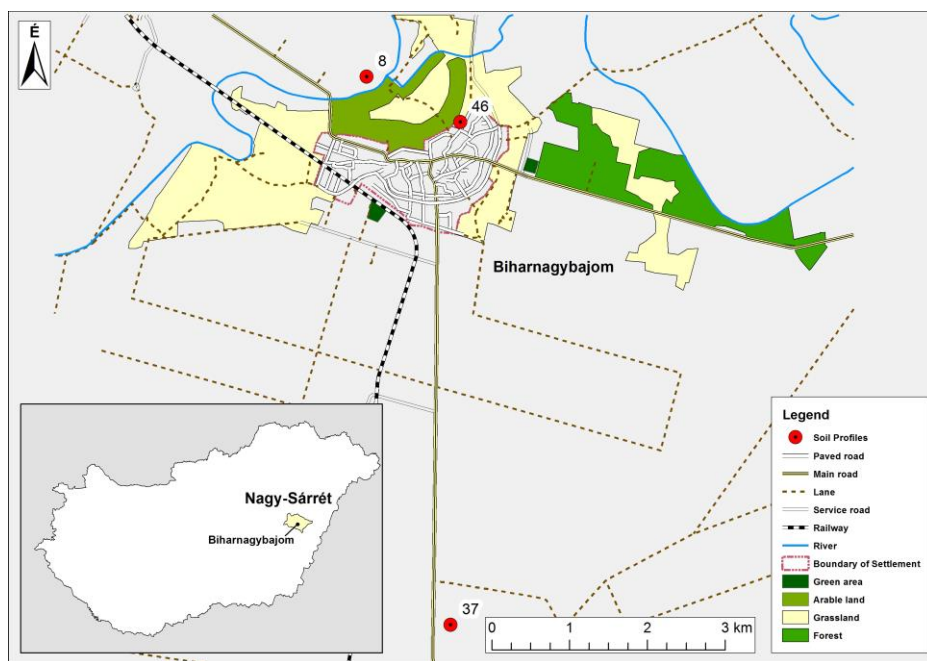 É
8
46
Biharnagybajom
Nagy-Sárrét
Biharnagybajom
37
0 1 2 3 km
Legend
Soil Profiles
Paved road
Main road
Lane
Service road
Railway
River
Boundary of Settlement
Green area
Arable land
Grassland
Forest